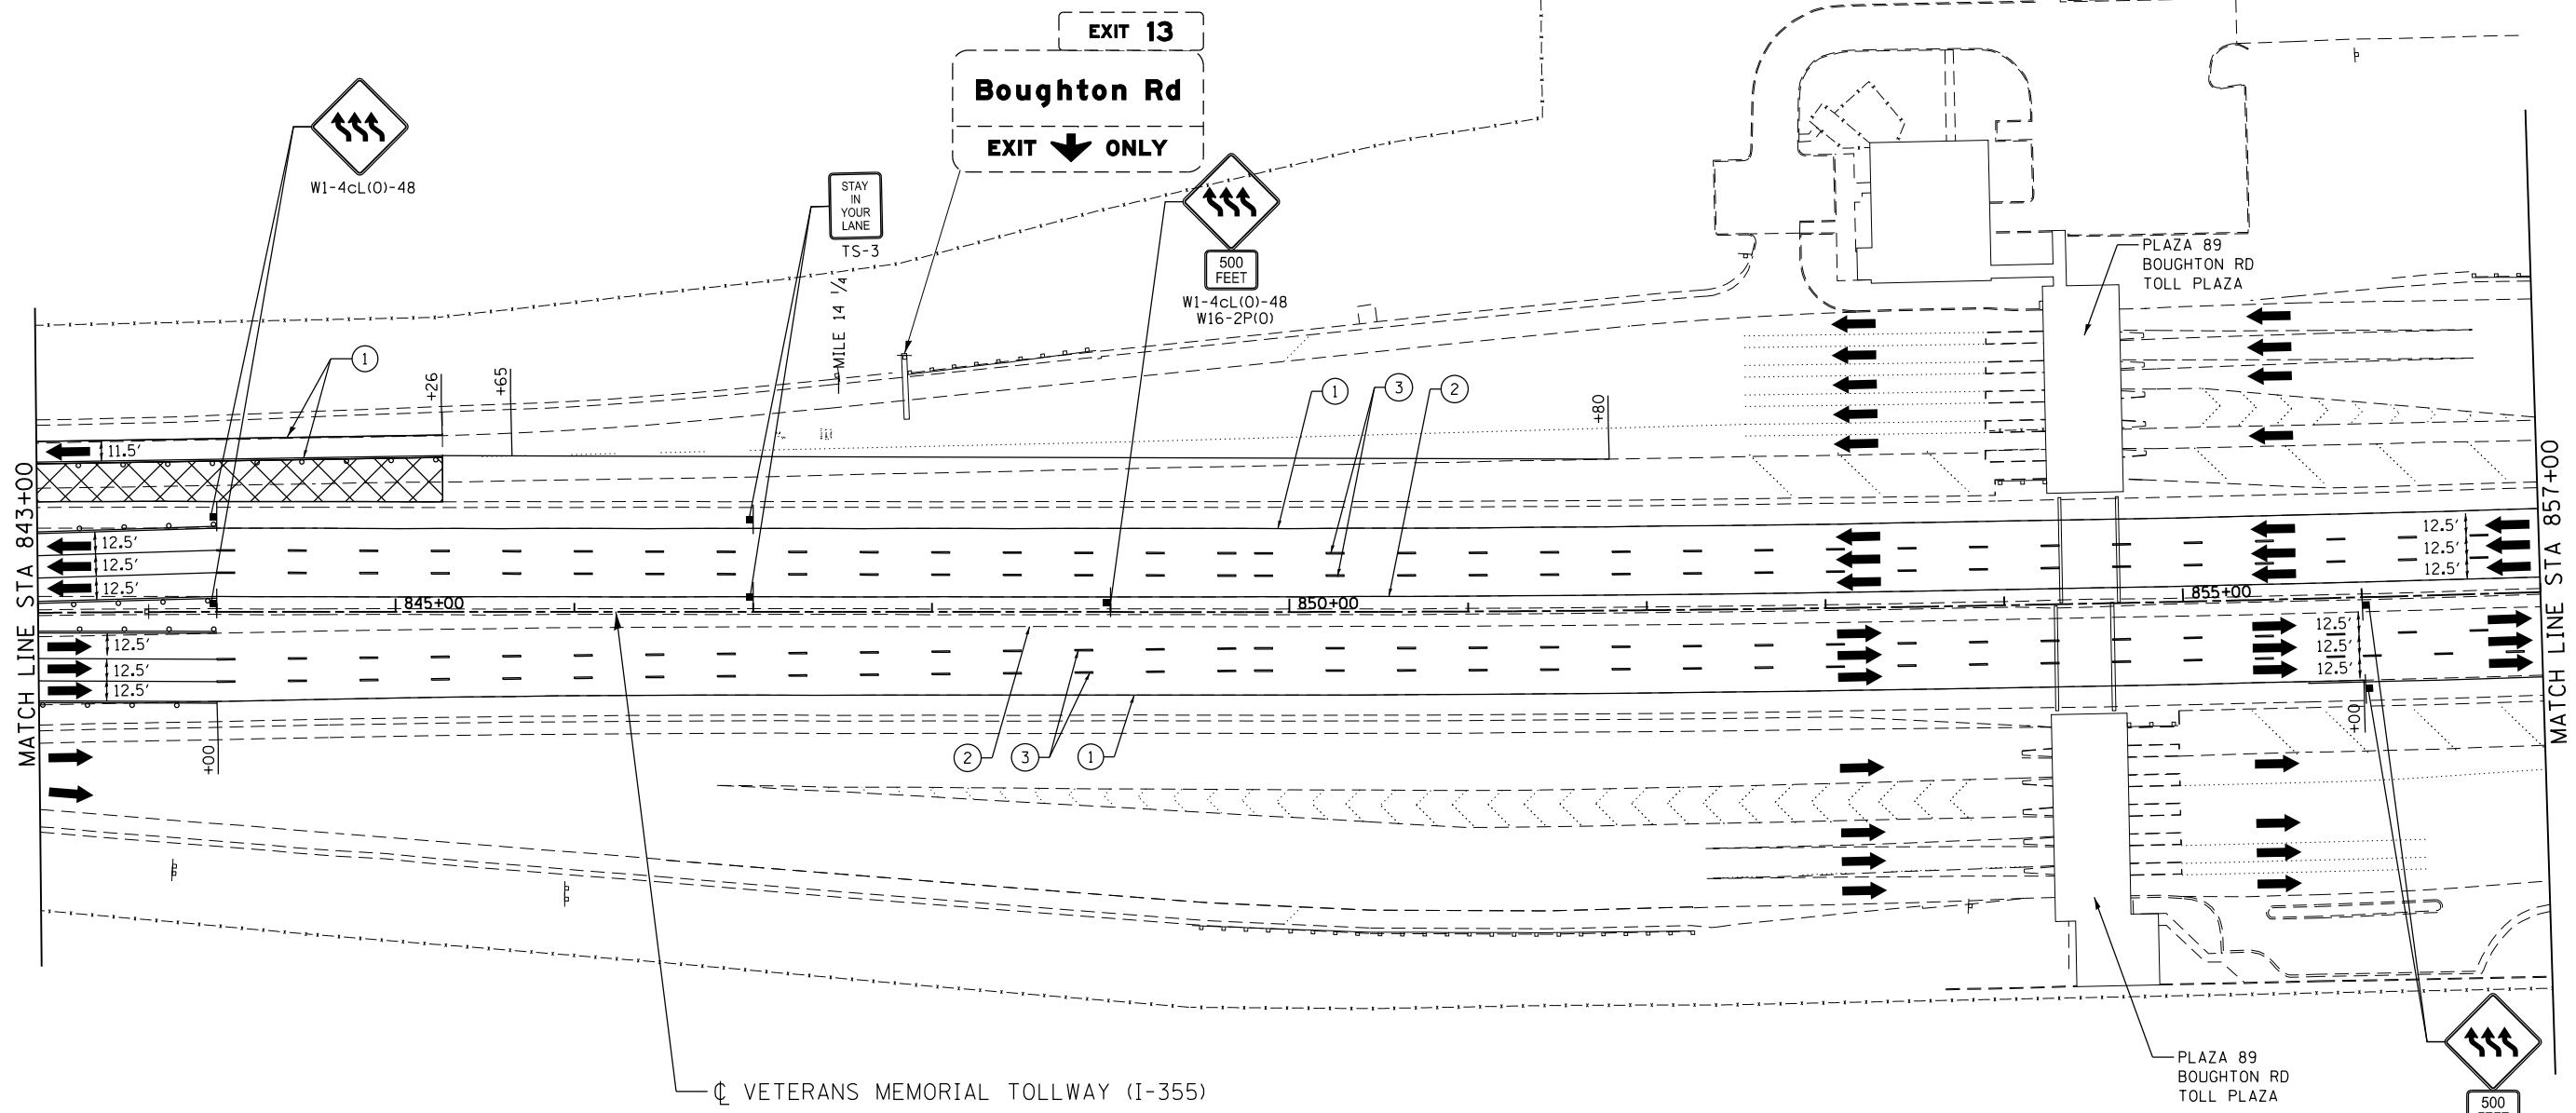 EXIT 13
Boughton Rd
EXIT ONLY
W1-4cL(O)-48
STAY
IN
YOUR
LANE
TS-3
500
FEET
W1-4cL(O)-48
W16-2P(O)
MILE 14 1/4
PLAZA 89
BOUGHTON RD
TOLL PLAZA
1
+26
+65
1
3
2
+80
11.5'
MATCH LINE STA 843+00
MATCH LINE STA 857+00
12.5'
12.5'
12.5'
12.5'
12.5'
12.5'
845+00
850+00
855+00
12.5'
12.5'
12.5'
12.5'
12.5'
12.5'
+00
2
3
1
+00
PLAZA 89
BOUGHTON RD
TOLL PLAZA
℄ VETERANS MEMORIAL TOLLWAY (I-355)
500